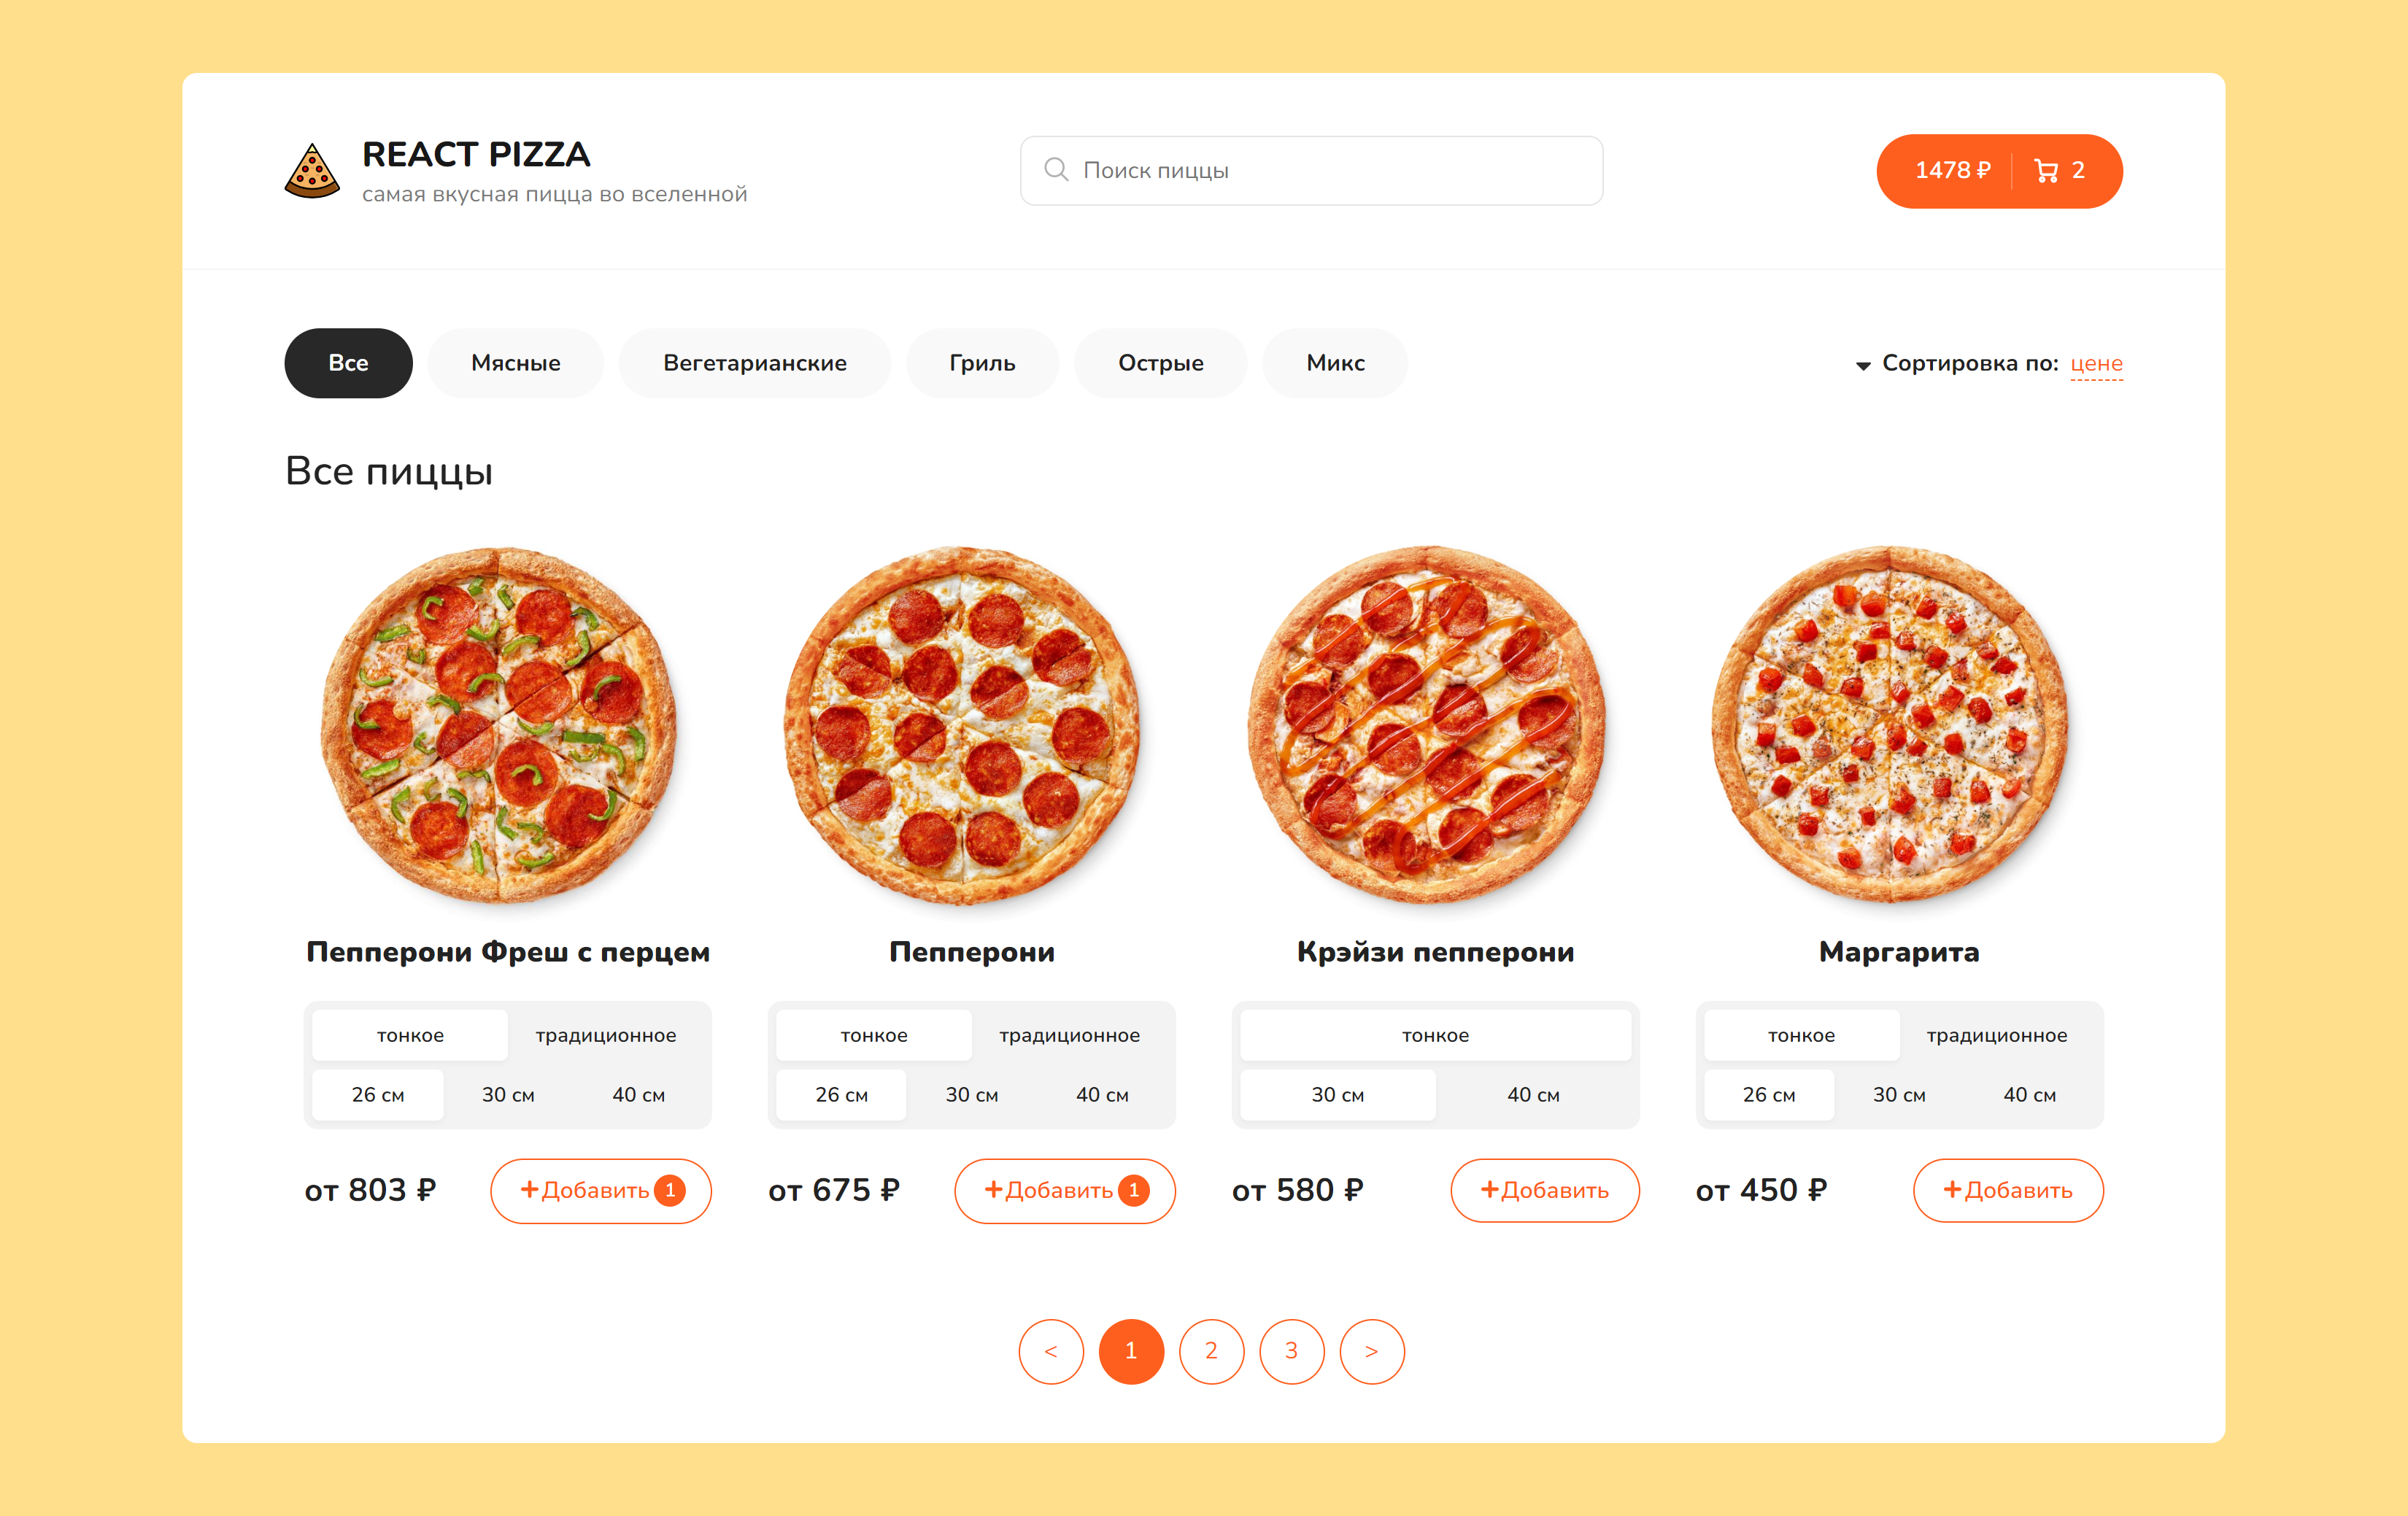 REACT PIZZA
самая вкусная пицца во вселенной
Поиск пиццы
1478 ₽ 2
Все Мясные Вегетарианские Гриль Острые Микс
Сортировка по: цене
Все пиццы
Пепперони Фреш с перцем
тонкое традиционное
26 см 30 см 40 см
от 803 ₽ +Добавить 1
Пепперони
тонкое традиционное
26 см 30 см 40 см
от 675 ₽ +Добавить 1
Крэйзи пепперони
тонкое
30 см 40 см
от 580 ₽ +Добавить
Маргарита
тонкое традиционное
26 см 30 см 40 см
от 450 ₽ +Добавить
< 1 2 3 >